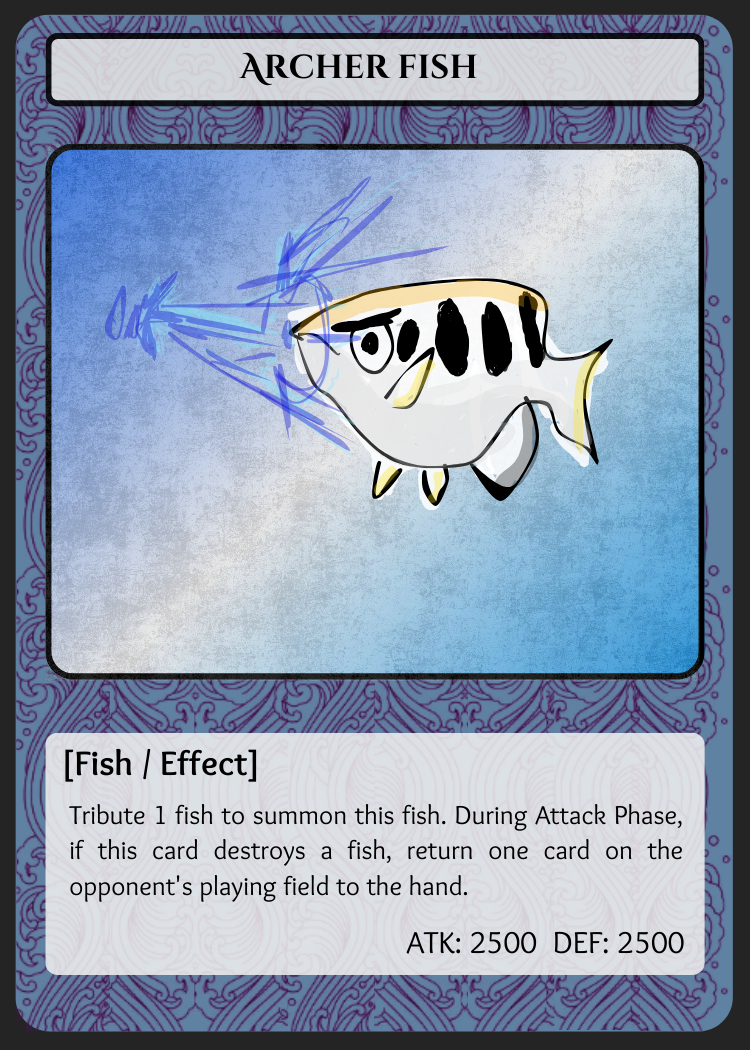 Archer fish
[Fish / Effect]
Tribute 1 fish to summon this fish. During Attack Phase,
if this card destroys a fish, return one card on the
opponent's playing field to the hand.
ATK: 2500 DEF: 2500